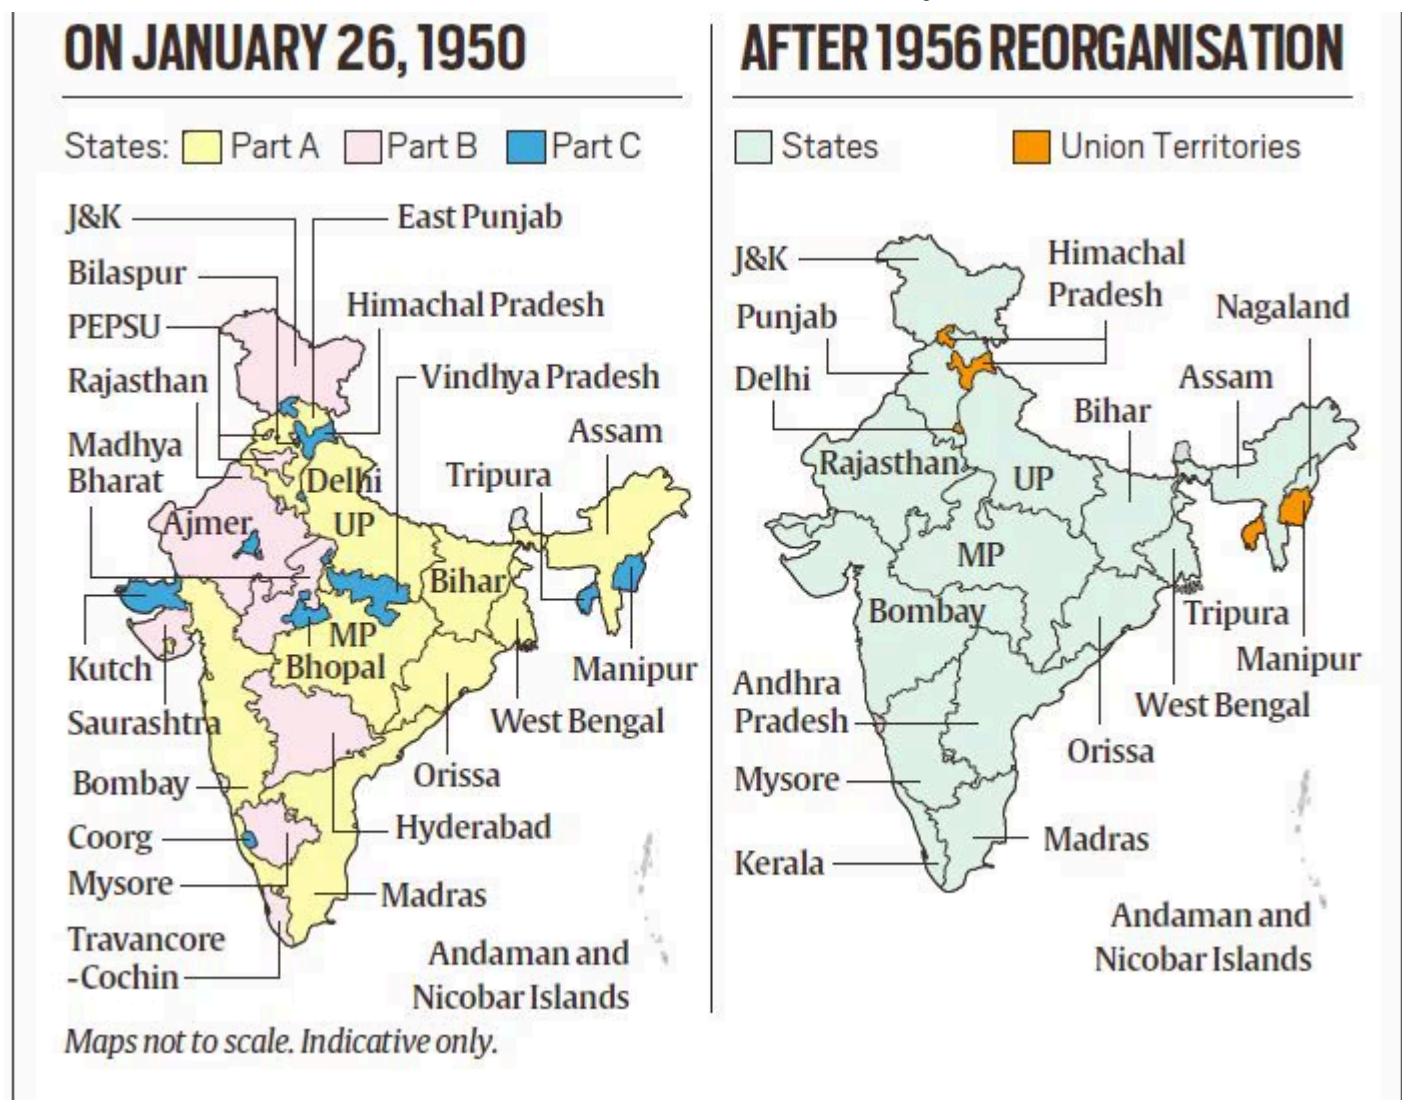 ON JANUARY 26, 1950
States: Part A Part B Part C
J&K
East Punjab
Bilaspur
Himachal Pradesh
PEPSU
Vindhya Pradesh
Rajasthan
Assam
Madhya
Bharat
Delhi
Tripura
Ajmer
UP
Bihar
MP
Bhopal
Kutch
Manipur
Saurashtra
West Bengal
Orissa
Bombay
Hyderabad
Coorg
Mysore
Madras
Travancore
-Cochin
Andaman and
Nicobar Islands
Maps not to scale. Indicative only.
AFTER 1956 REORGANISATION
States Union Territories
J&K
Himachal
Pradesh
Nagaland
Punjab
Delhi
Assam
Bihar
Rajasthan
UP
MP
Bombay
Tripura
Manipur
Andhra
Pradesh
West Bengal
Orissa
Mysore
Madras
Kerala
Andaman and
Nicobar Islands